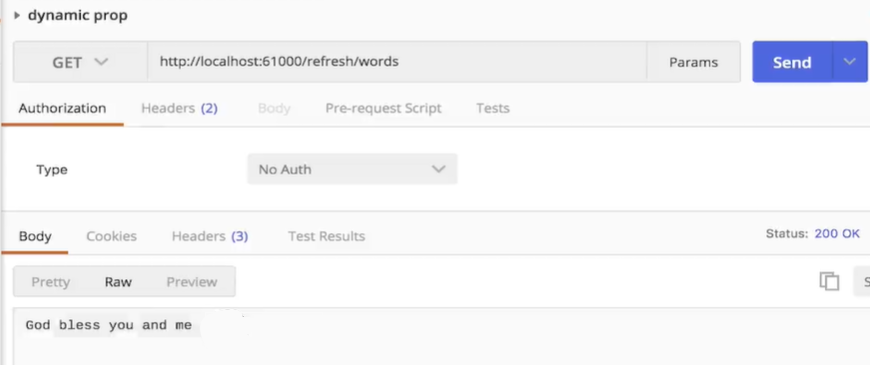 dynamic prop
GET http://localhost:61000/refresh/words Params Send
Authorization Headers (2) Body Pre-request Script Tests
Type No Auth
Body Cookies Headers (3) Test Results Status: 200 OK
Pretty Raw Preview
God bless you and me